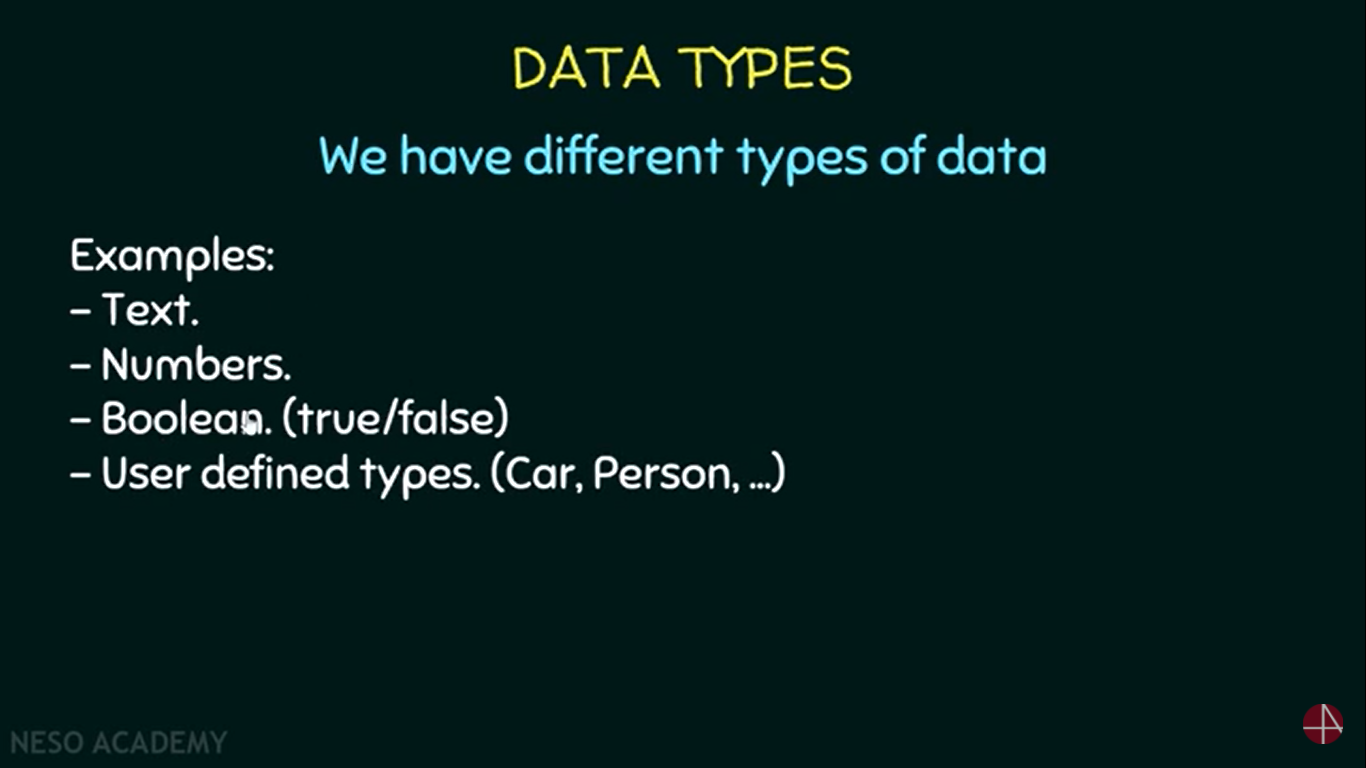 DATA TYPES
We have different types of data
Examples:
– Text.
– Numbers.
– Boolean. (true/false)
– User defined types. (Car, Person, ...)
NESO ACADEMY